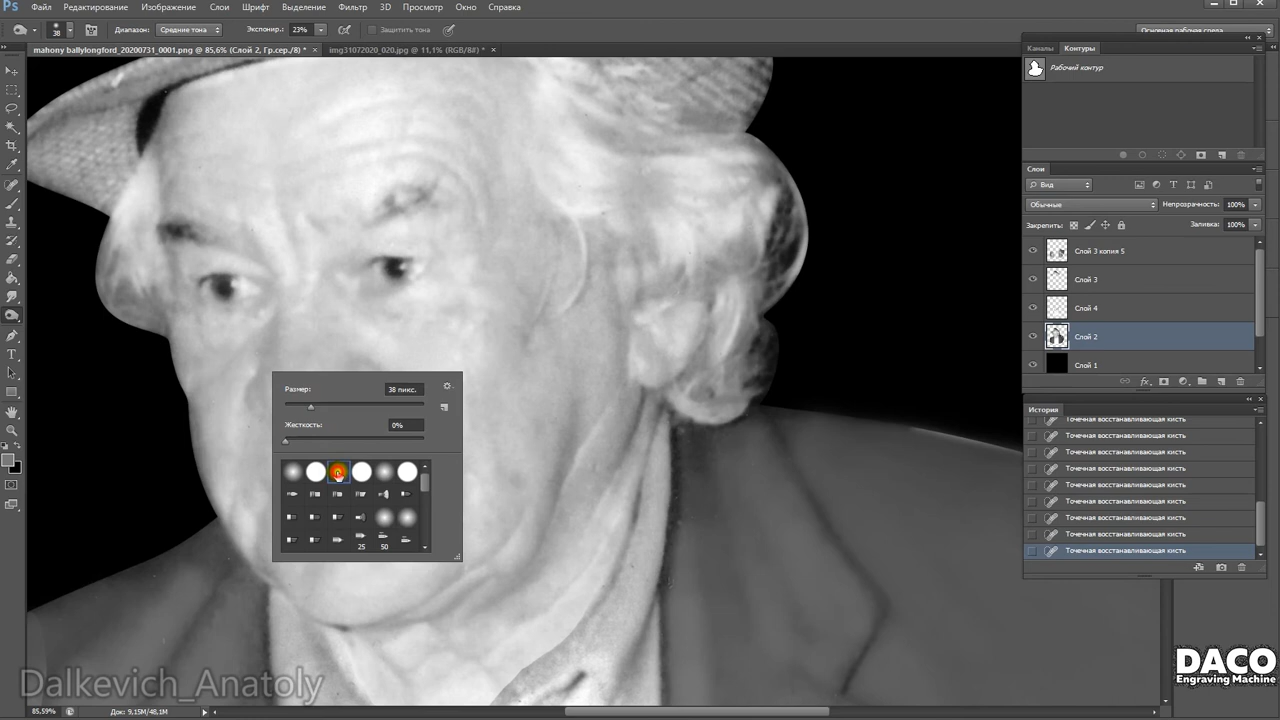 Ps Файл Редактирование Изображение Слои Шрифт Выделение Фильтр 3D Просмотр Окно Справка
38 Диапазон: Средние тона Экспонир.: 23% Защитить тона
Основная рабочая среда
mahony ballylongford_20200731_0001.png @ 85,6% (Слой 2, Гр.сер./8) * × img31072020_020.jpg @ 11,1% (RGB/8#) * ×
Каналы Контуры
Рабочий контур
Слои
Вид
Обычные Непрозрачность: 100%
Закрепить: Заливка: 100%
Слой 3 копия 5
Слой 3
Слой 4
Слой 2
Слой 1
Размер: 38 пикс.
Жесткость: 0%
25 50
История
Точечная восстанавливающая кисть
Точечная восстанавливающая кисть
Точечная восстанавливающая кисть
Точечная восстанавливающая кисть
Точечная восстанавливающая кисть
Точечная восстанавливающая кисть
Точечная восстанавливающая кисть
Точечная восстанавливающая кисть
Точечная восстанавливающая кисть
Dalkevich_Anatoly
DACO
Engraving Machine
85,59% Док: 9,15M/48,1M